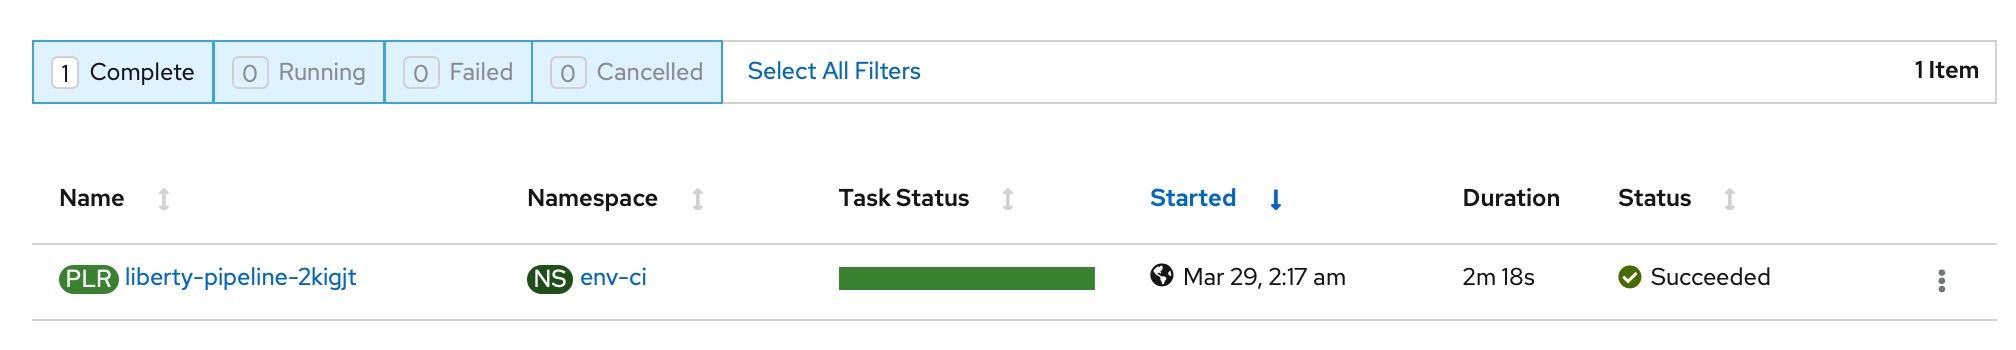 1 Complete 0 Running 0 Failed 0 Cancelled Select All Filters 1 Item
Name Namespace Task Status Started Duration Status
PLR liberty-pipeline-2kigjt NS env-ci Mar 29, 2:17 am 2m 18s Succeeded